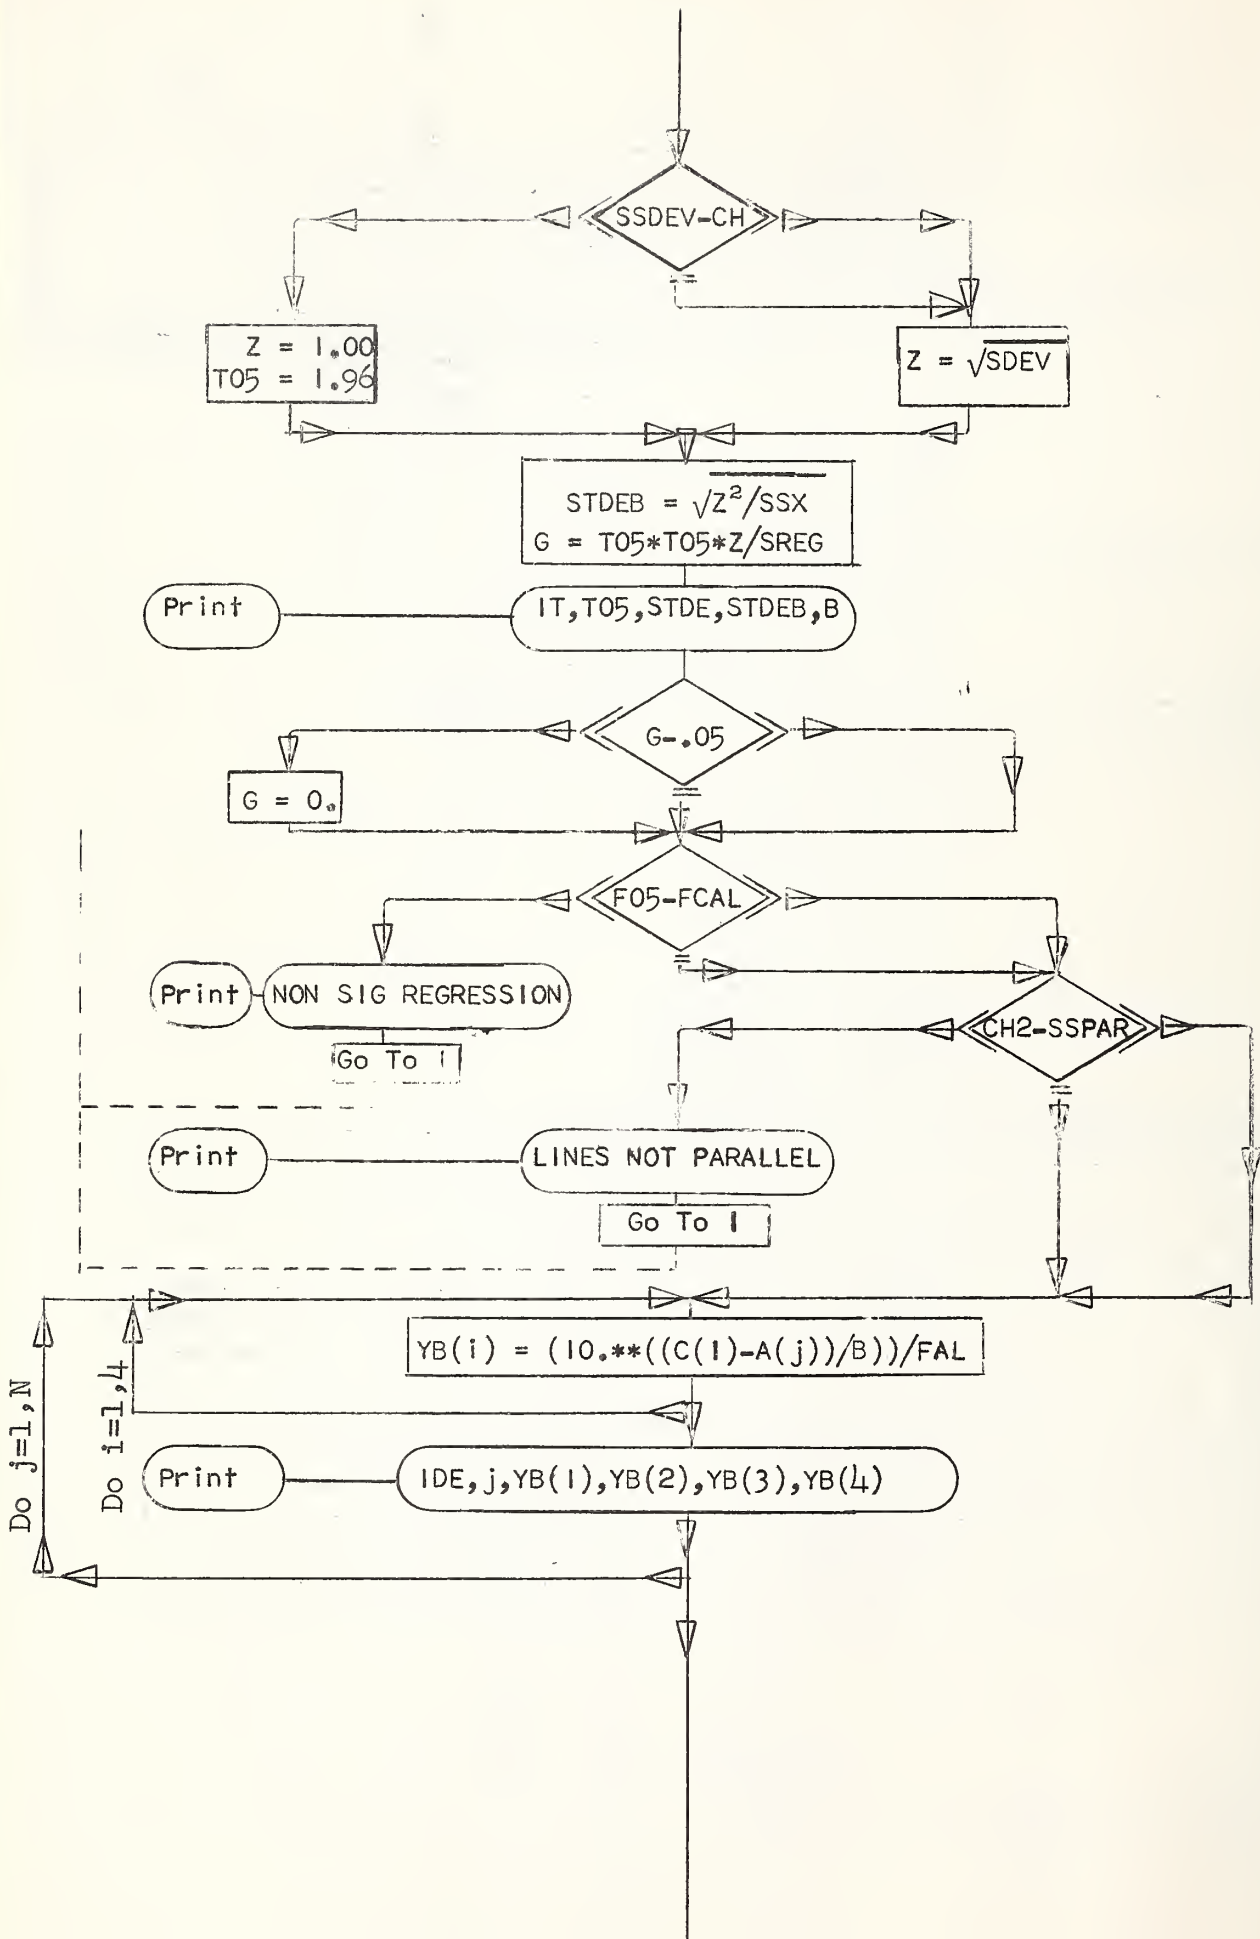 SSDEV-CH
=
Z = 1.00
T05 = 1.96
Z = √SDEV
STDEB = √Z²/SSX
G = T05*T05*Z/SREG
Print
IT,T05,STDE,STDEB,B
G-.05
=
G = 0.
F05-FCAL
=
Print
NON SIG REGRESSION
Go To 1
CH2-SSPAR
=
Print
LINES NOT PARALLEL
Go To 1
YB(i) = (10.**((C(1)-A(j))/B))/FAL
Do j=1,N
Do i=1,4
Print
IDE,j,YB(1),YB(2),YB(3),YB(4)